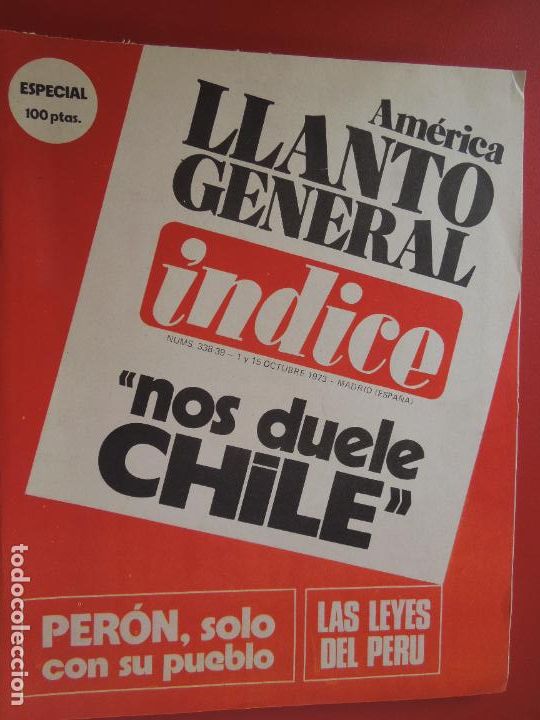 ESPECIAL
100 ptas.
América
LLANTO
GENERAL
índice
NUMS. 338-39 - 1 y 15 OCTUBRE 1973 - MADRID (ESPAÑA)
"nos duele
CHiLE"
PERÓN, solo
con su pueblo
LAS LEYES
DEL PERU
todocoleccion